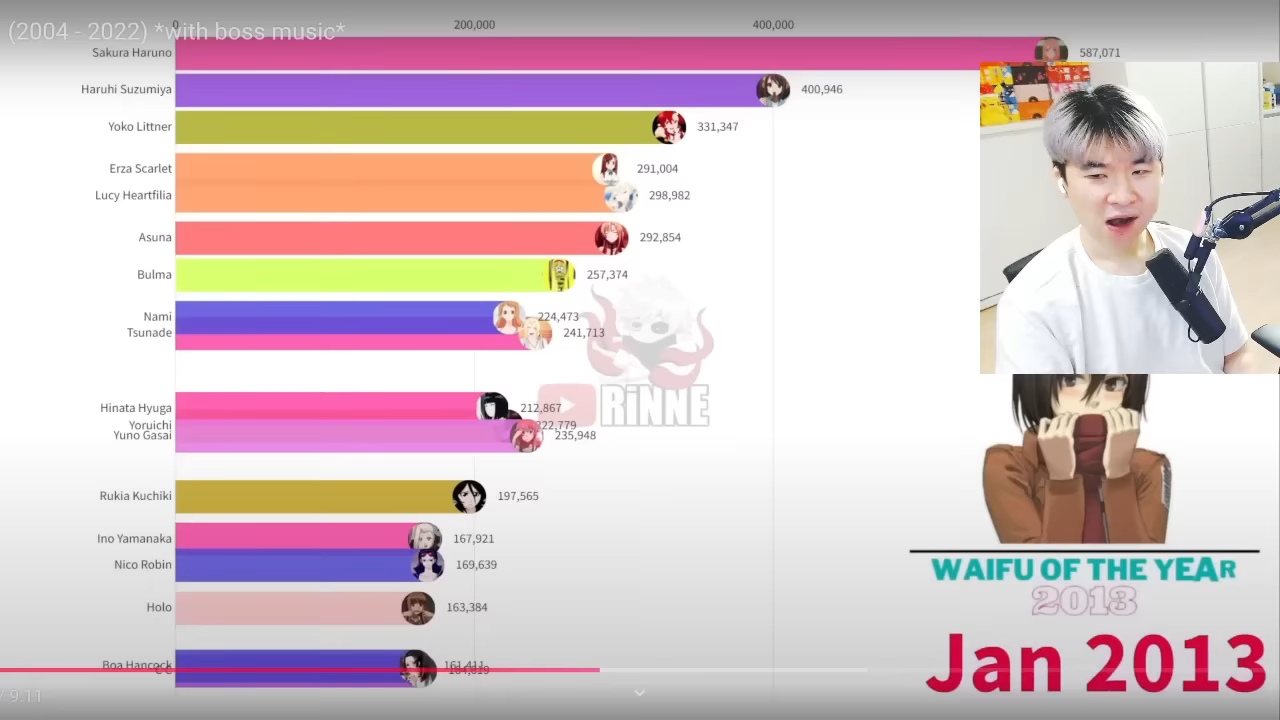 (2004 - 2022) *with boss music*
0 200,000 400,000
Sakura Haruno 587,071
Haruhi Suzumiya 400,946
Yoko Littner 331,347
Erza Scarlet 291,004
Lucy Heartfilia 298,982
Asuna 292,854
Bulma 257,374
Nami 224,473
Tsunade 241,713
Hinata Hyuga 212,867
Yoruichi 222,779
Yuno Gasai 235,948
Rukia Kuchiki 197,565
Ino Yamanaka 167,921
Nico Robin 169,639
Holo 163,384
Boa Hancock
C C
RiNNE
WAIFU OF THE YEAR
2013
Jan 2013
/ 9:11